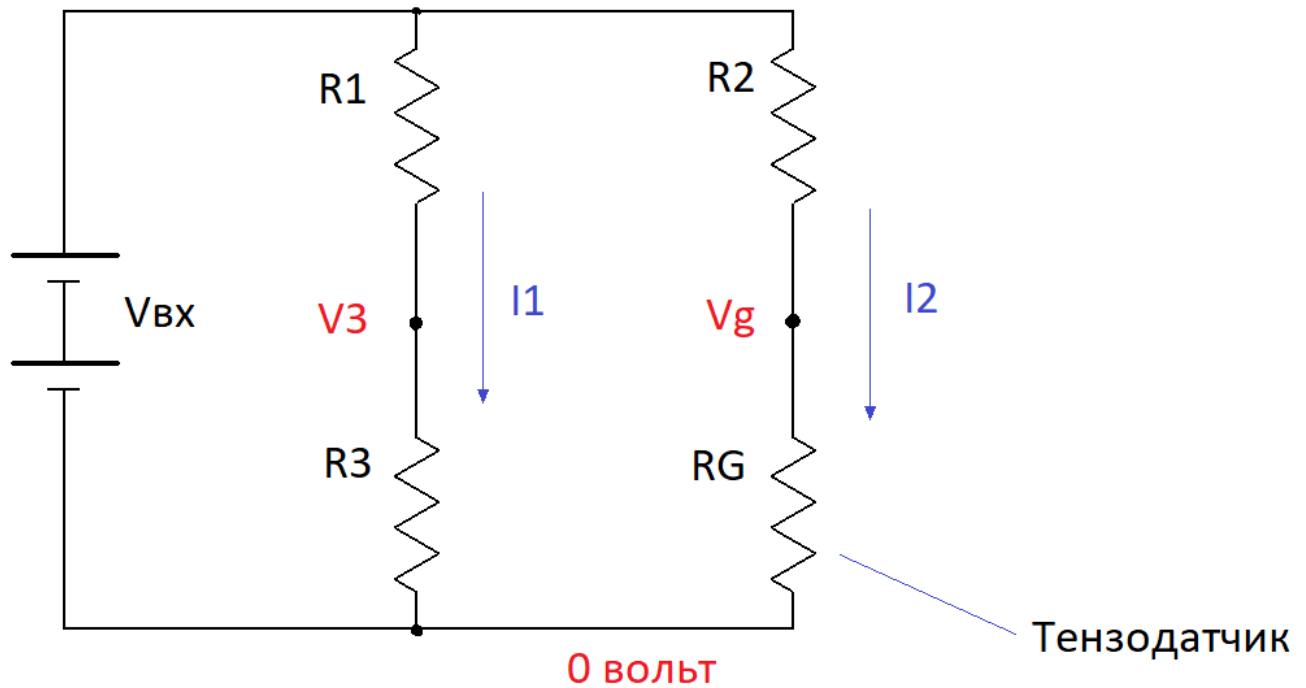 R1
R2
Vвх
V3
I1
Vg
I2
R3
RG
Тензодатчик
0 вольт